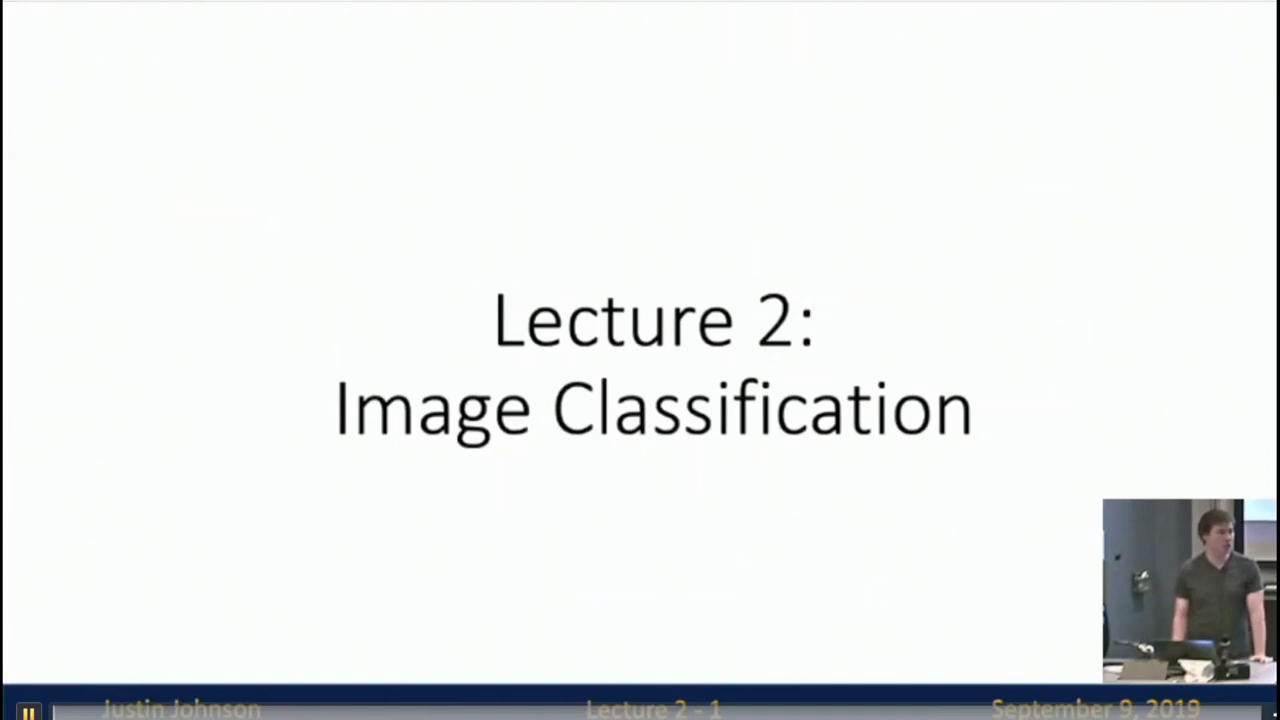 Lecture 2:
Image Classification
Justin Johnson
Lecture 2 - 1
September 9, 2019